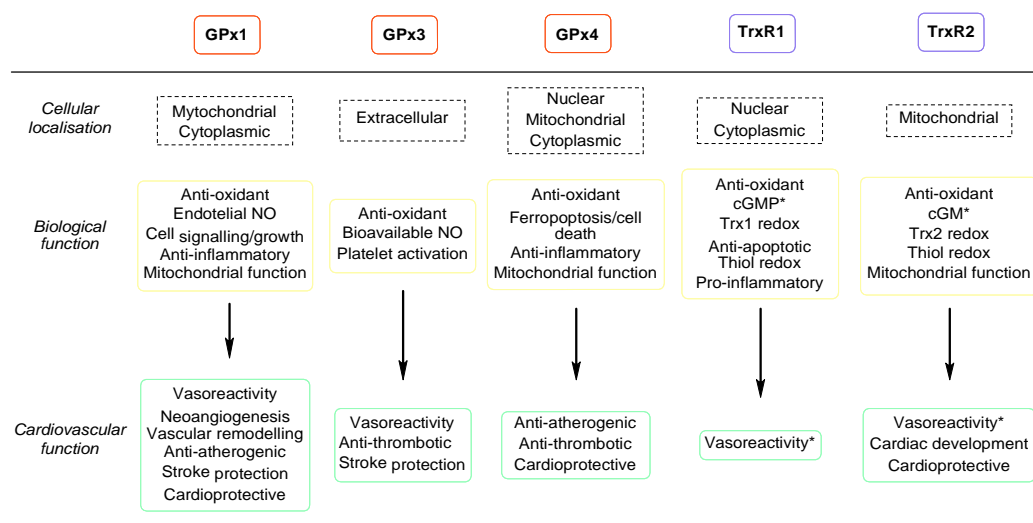 GPx1
GPx3
GPx4
TrxR1
TrxR2
Cellular
localisation
Mytochondrial
Cytoplasmic
Extracellular
Nuclear
Mitochondrial
Cytoplasmic
Nuclear
Cytoplasmic
Mitochondrial
Biological
function
Anti-oxidant
Endotelial NO
Cell signalling/growth
Anti-inflammatory
Mitochondrial function
Anti-oxidant
Bioavailable NO
Platelet activation
Anti-oxidant
Ferropoptosis/cell
death
Anti-inflammatory
Mitochondrial function
Anti-oxidant
cGMP*
Trx1 redox
Anti-apoptotic
Thiol redox
Pro-inflammatory
Anti-oxidant
cGM*
Trx2 redox
Thiol redox
Mitochondrial function
Cardiovascular
function
Vasoreactivity
Neoangiogenesis
Vascular remodelling
Anti-atherogenic
Stroke protection
Cardioprotective
Vasoreactivity
Anti-thrombotic
Stroke protection
Anti-atherogenic
Anti-thrombotic
Cardioprotective
Vasoreactivity*
Vasoreactivity*
Cardiac development
Cardioprotective